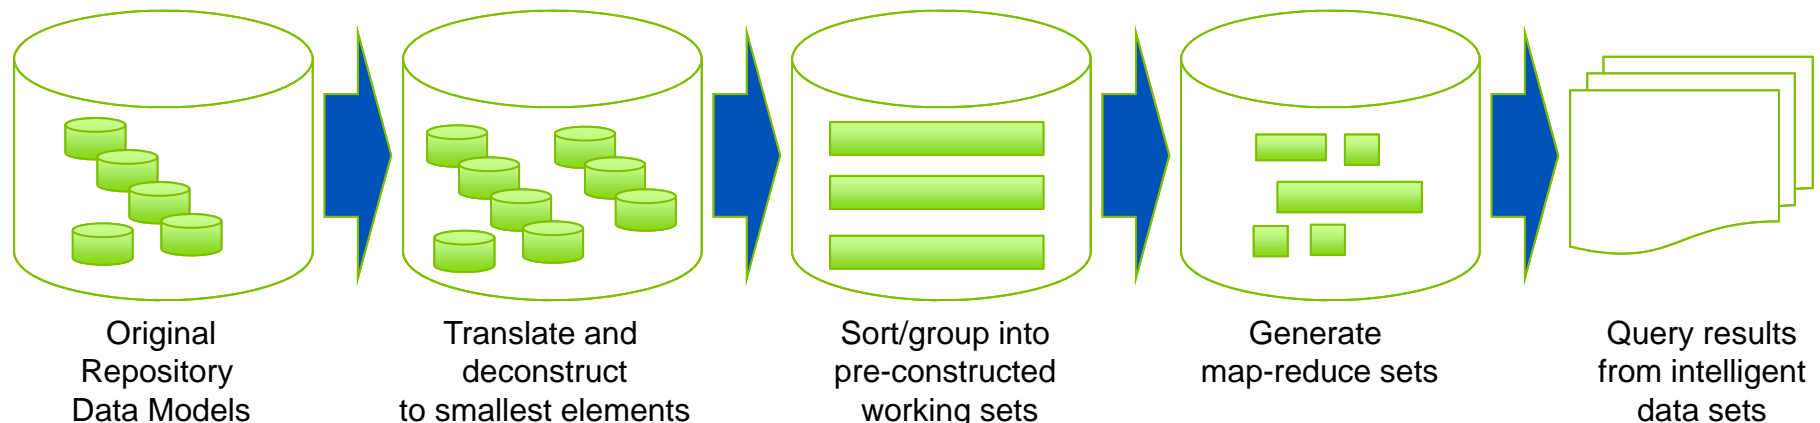 Original
Repository
Data Models
Translate and
deconstruct
to smallest elements
Sort/group into
pre-constructed
working sets
Generate
map-reduce sets
Query results
from intelligent
data sets